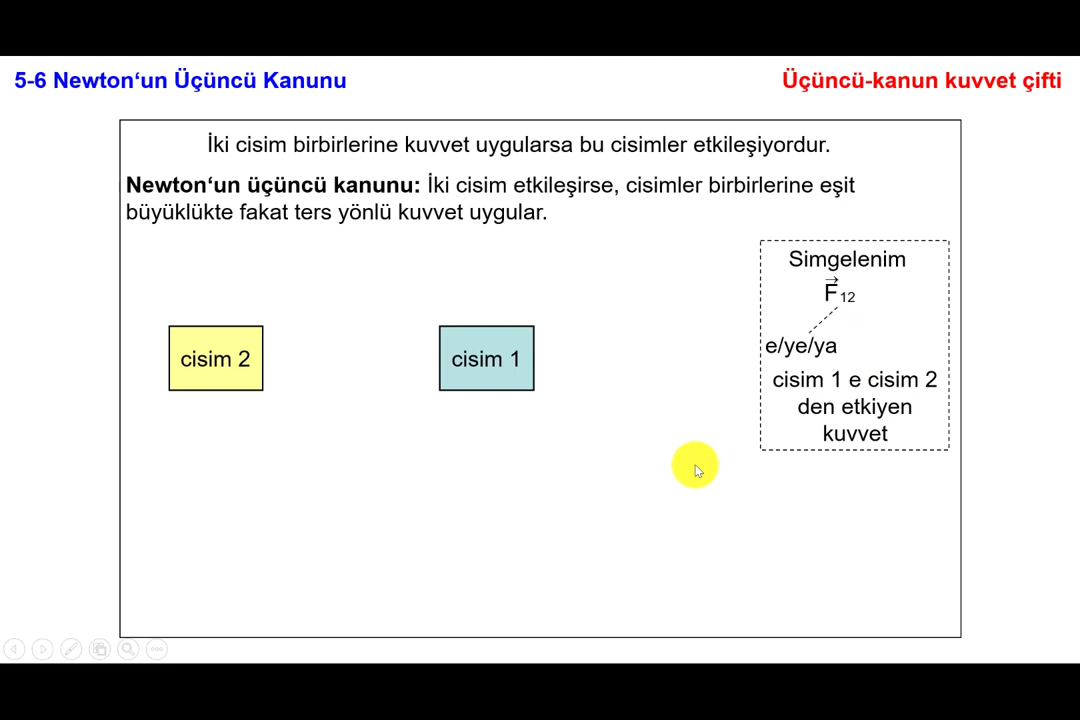 5-6 Newton‘un Üçüncü Kanunu
Üçüncü-kanun kuvvet çifti
İki cisim birbirlerine kuvvet uygularsa bu cisimler etkileşiyordur.
Newton‘un üçüncü kanunu: İki cisim etkileşirse, cisimler birbirlerine eşit
büyüklükte fakat ters yönlü kuvvet uygular.
Simgelenim
F⃗₁₂
e/ye/ya
cisim 1 e cisim 2
den etkiyen
kuvvet
cisim 2
cisim 1